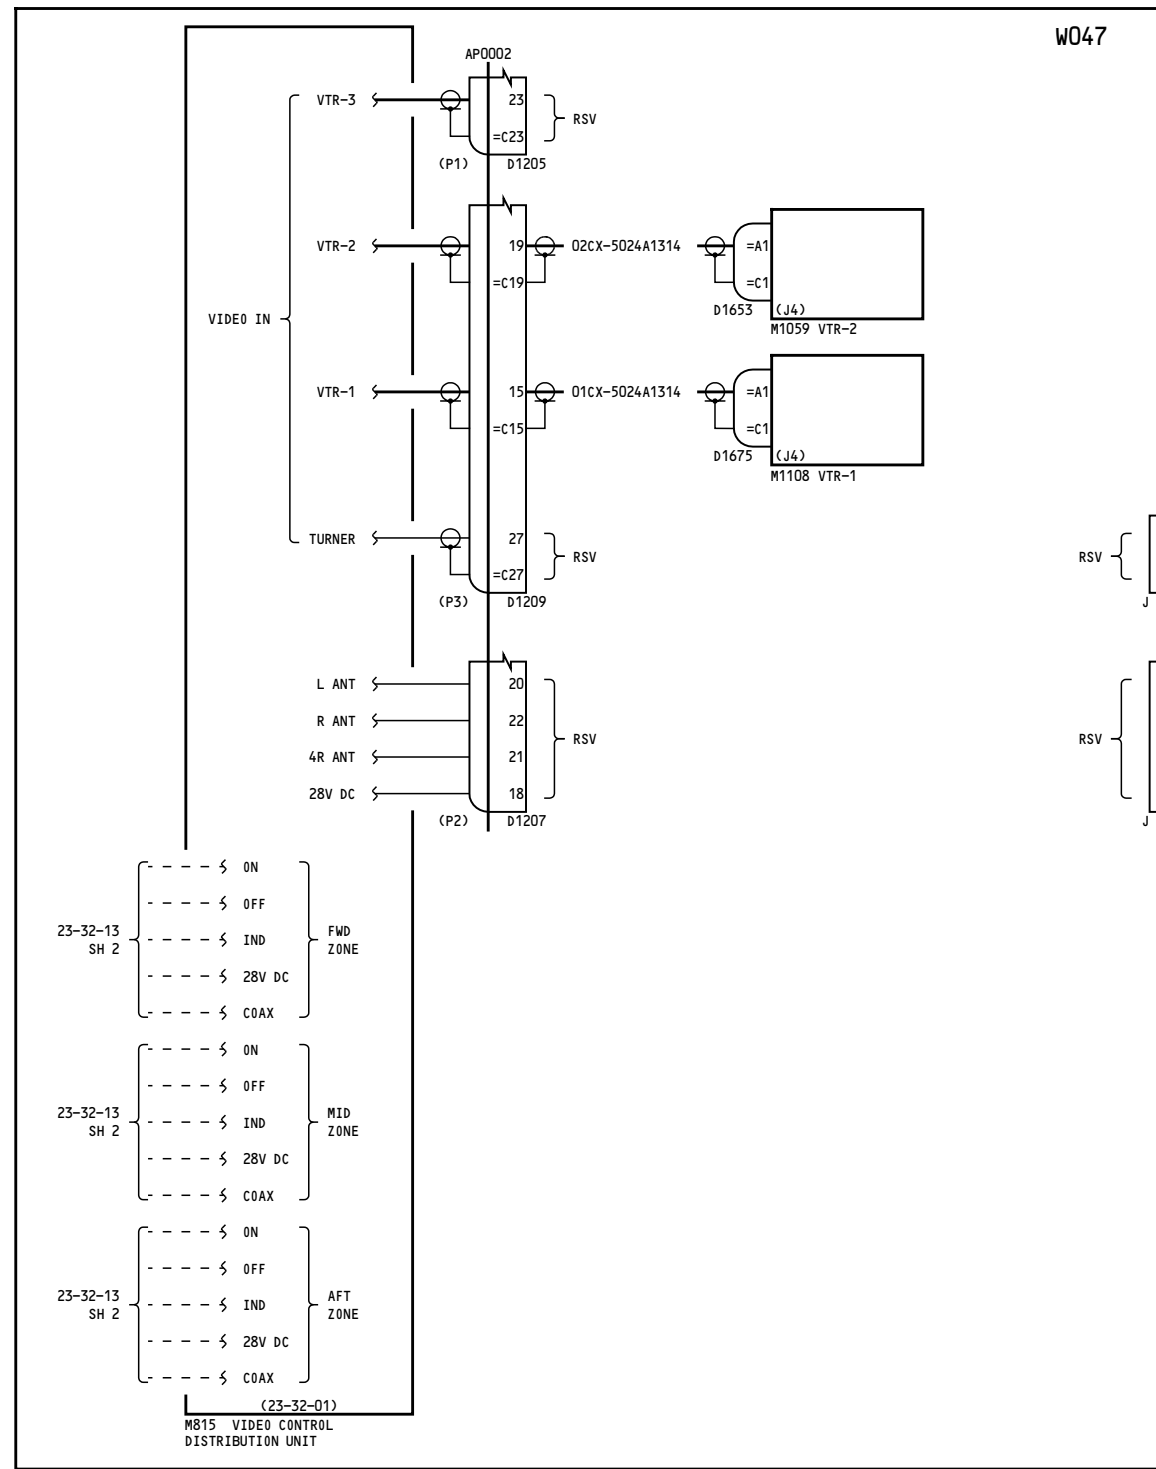 W047
AP0002
VTR-3
23
RSV
=C23
(P1)
D1205
VTR-2
19
02CX-5024A1314
=A1
=C19
=C1
D1653
(J4)
VIDEO IN
M1059 VTR-2
VTR-1
15
01CX-5024A1314
=A1
=C15
=C1
D1675
(J4)
M1108 VTR-1
TURNER
27
RSV
RSV
=C27
(P3)
D1209
J
L ANT
20
R ANT
22
RSV
RSV
4R ANT
21
28V DC
18
(P2)
D1207
J
ON
OFF
23-32-13
SH 2
IND
FWD
ZONE
28V DC
COAX
ON
OFF
23-32-13
SH 2
IND
MID
ZONE
28V DC
COAX
ON
OFF
23-32-13
SH 2
IND
AFT
ZONE
28V DC
COAX
(23-32-01)
M815 VIDEO CONTROL
DISTRIBUTION UNIT